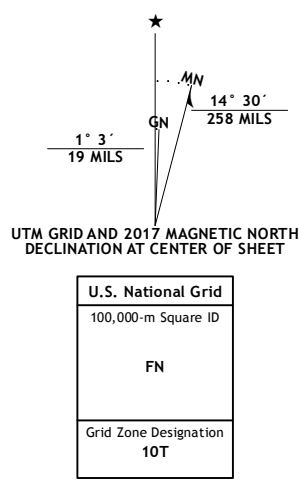 MN
GN
14° 30´
258 MILS
1° 3´
19 MILS
UTM GRID AND 2017 MAGNETIC NORTH
DECLINATION AT CENTER OF SHEET
U.S. National Grid
100,000-m Square ID
FN
Grid Zone Designation
10T